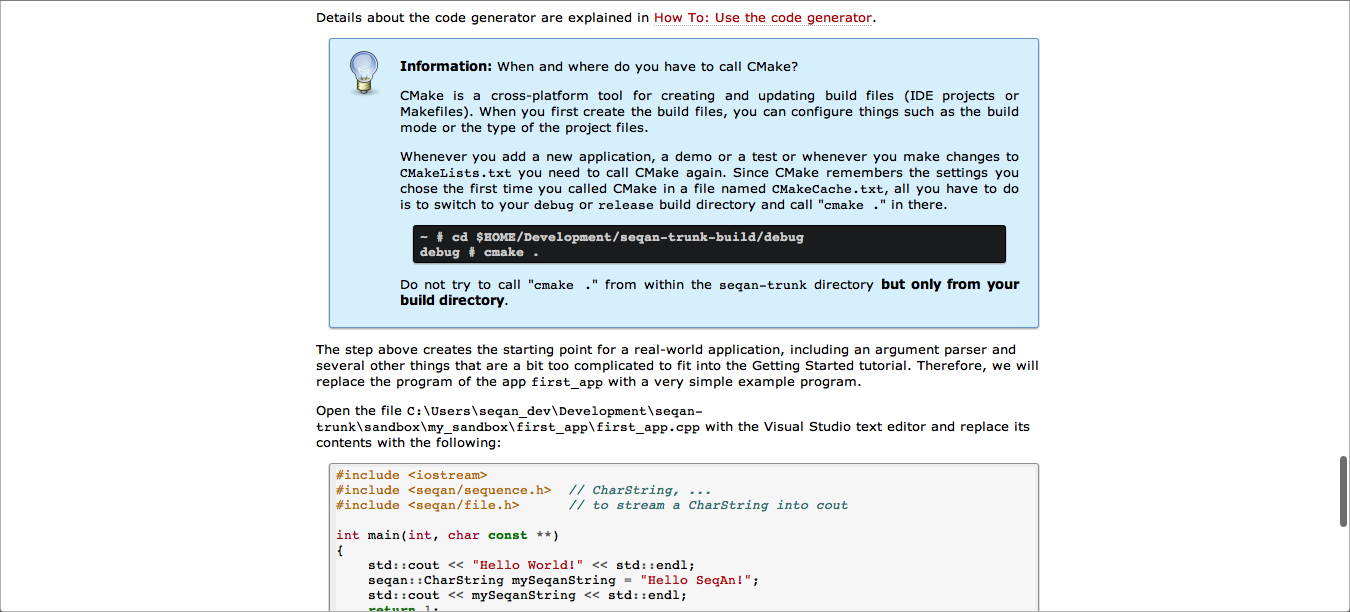 Details about the code generator are explained in How To: Use the code generator.
Information: When and where do you have to call CMake?
CMake is a cross-platform tool for creating and updating build files (IDE projects or
Makefiles). When you first create the build files, you can configure things such as the build
mode or the type of the project files.
Whenever you add a new application, a demo or a test or whenever you make changes to
CMakeLists.txt you need to call CMake again. Since CMake remembers the settings you
chose the first time you called CMake in a file named CMakeCache.txt, all you have to do
is to switch to your debug or release build directory and call "cmake ." in there.
~ # cd $HOME/Development/seqan-trunk-build/debug
debug # cmake .
Do not try to call "cmake ." from within the seqan-trunk directory but only from your
build directory.
The step above creates the starting point for a real-world application, including an argument parser and
several other things that are a bit too complicated to fit into the Getting Started tutorial. Therefore, we will
replace the program of the app first_app with a very simple example program.
Open the file C:\Users\seqan_dev\Development\seqan-
trunk\sandbox\my_sandbox\first_app\first_app.cpp with the Visual Studio text editor and replace its
contents with the following:
#include <iostream>
#include <seqan/sequence.h>  // CharString, ...
#include <seqan/file.h>      // to stream a CharString into cout
int main(int, char const **)
{
    std::cout << "Hello World!" << std::endl;
    seqan::CharString mySeqanString = "Hello SeqAn!";
    std::cout << mySeqanString << std::endl;
    return 1;